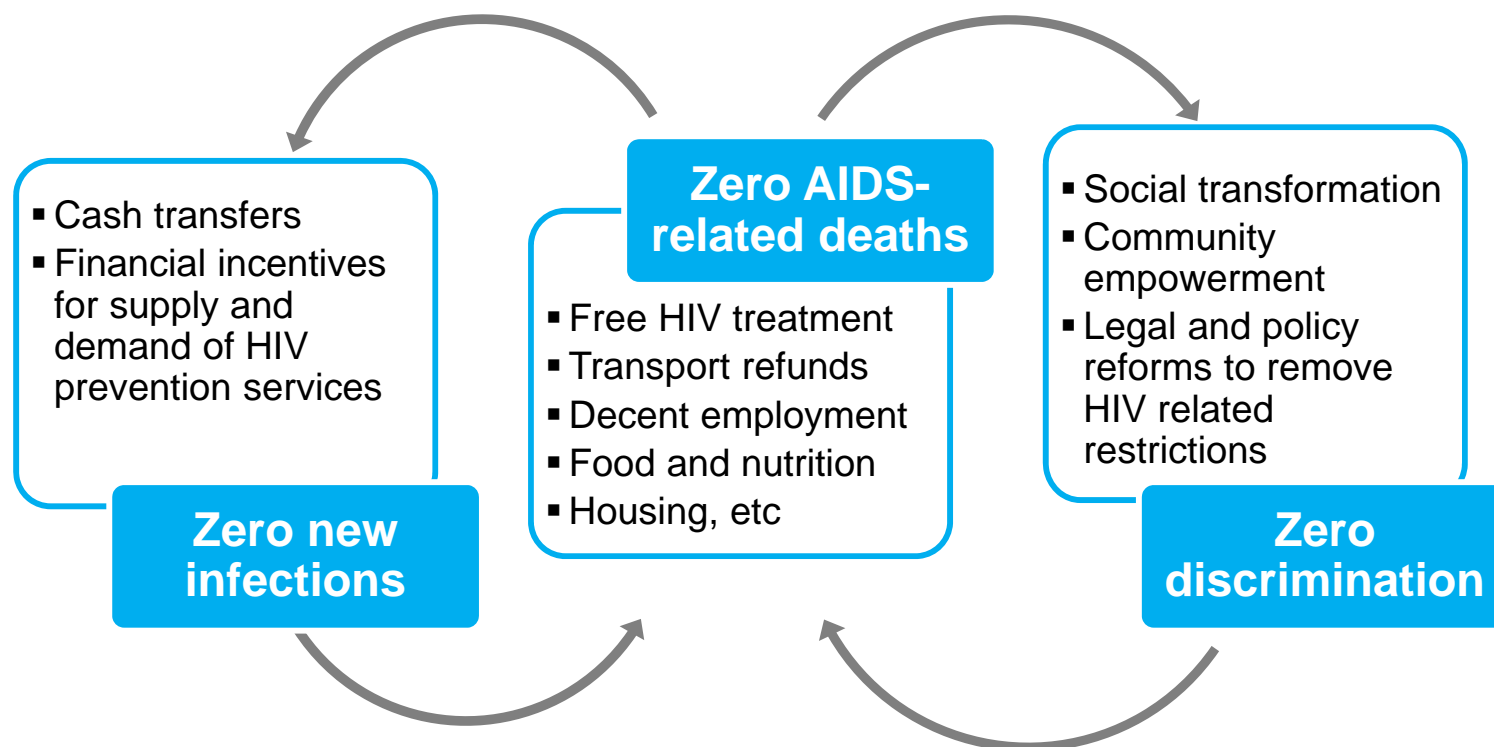 ▪ Cash transfers
▪ Financial incentives
for supply and
demand of HIV
prevention services
Zero new
infections
Zero AIDS-
related deaths
▪ Free HIV treatment
▪ Transport refunds
▪ Decent employment
▪ Food and nutrition
▪ Housing, etc
▪ Social transformation
▪ Community
empowerment
▪ Legal and policy
reforms to remove
HIV related
restrictions
Zero
discrimination